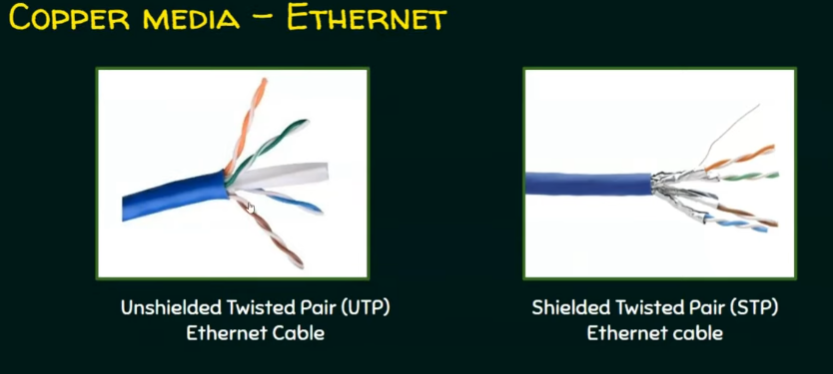 Copper media – Ethernet
Unshielded Twisted Pair (UTP)
Ethernet Cable
Shielded Twisted Pair (STP)
Ethernet cable